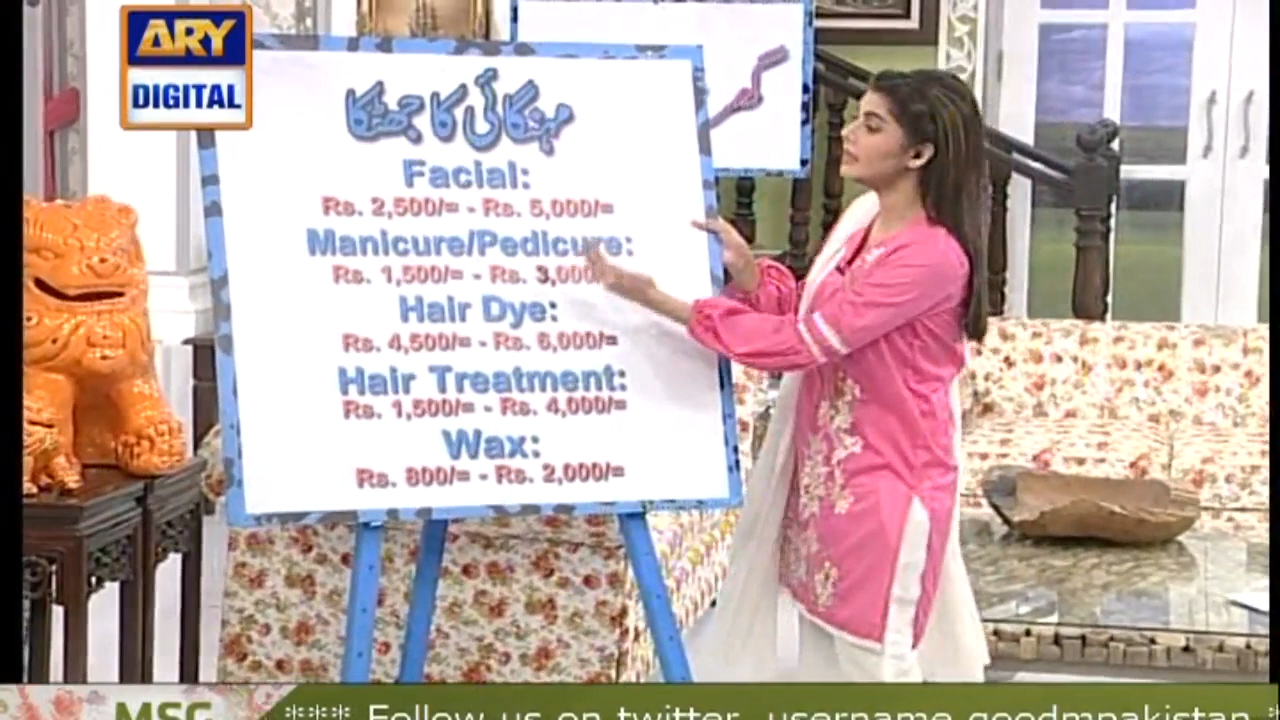 ARY
DIGITAL
مہنگائی کا جھٹکا
Facial:
Rs. 2,500/= - Rs. 5,000/=
Manicure/Pedicure:
Rs. 1,500/= - Rs. 3,000
Hair Dye:
Rs. 4,500/= - Rs. 6,000/=
Hair Treatment:
Rs. 1,500/= - Rs. 4,000/=
Wax:
Rs. 800/= - Rs. 2,000/=
MSG *** Follow us on twitter username goodmpakistan